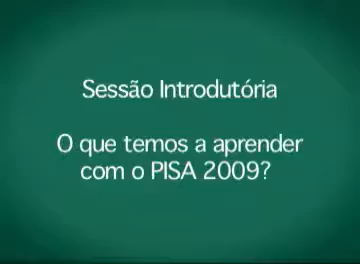 Sessão Introdutória
O que temos a aprender
com o PISA 2009?